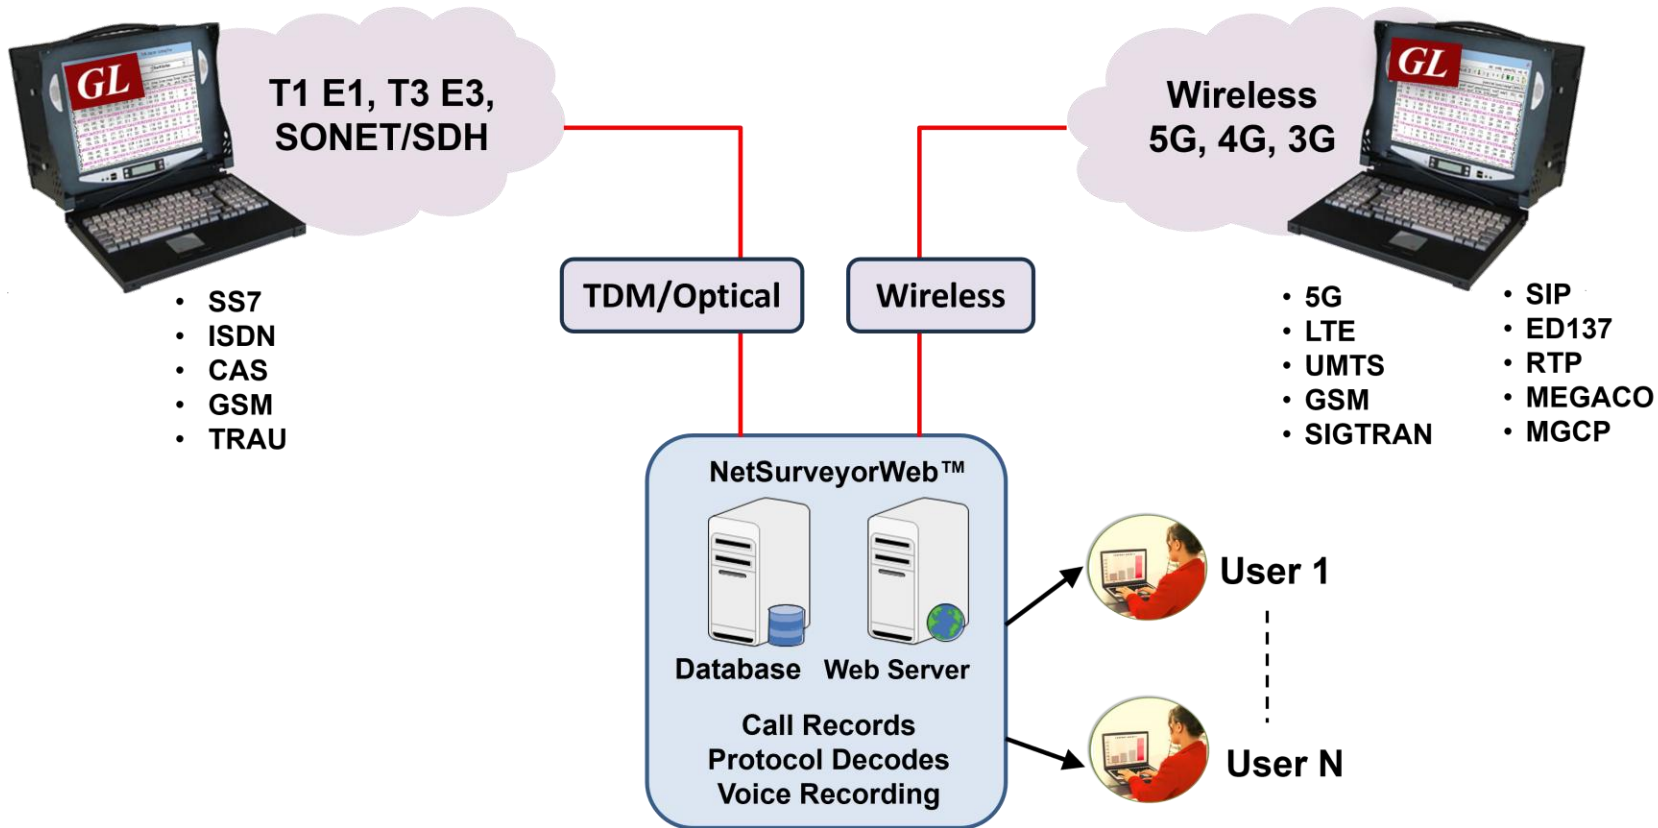 GL
T1 E1, T3 E3,
SONET/SDH
Wireless
5G, 4G, 3G
GL
TDM/Optical
Wireless
• SS7
• ISDN
• CAS
• GSM
• TRAU
• 5G
• LTE
• UMTS
• GSM
• SIGTRAN
• SIP
• ED137
• RTP
• MEGACO
• MGCP
NetSurveyorWeb™
Database
Web Server
Call Records
Protocol Decodes
Voice Recording
User 1
User N